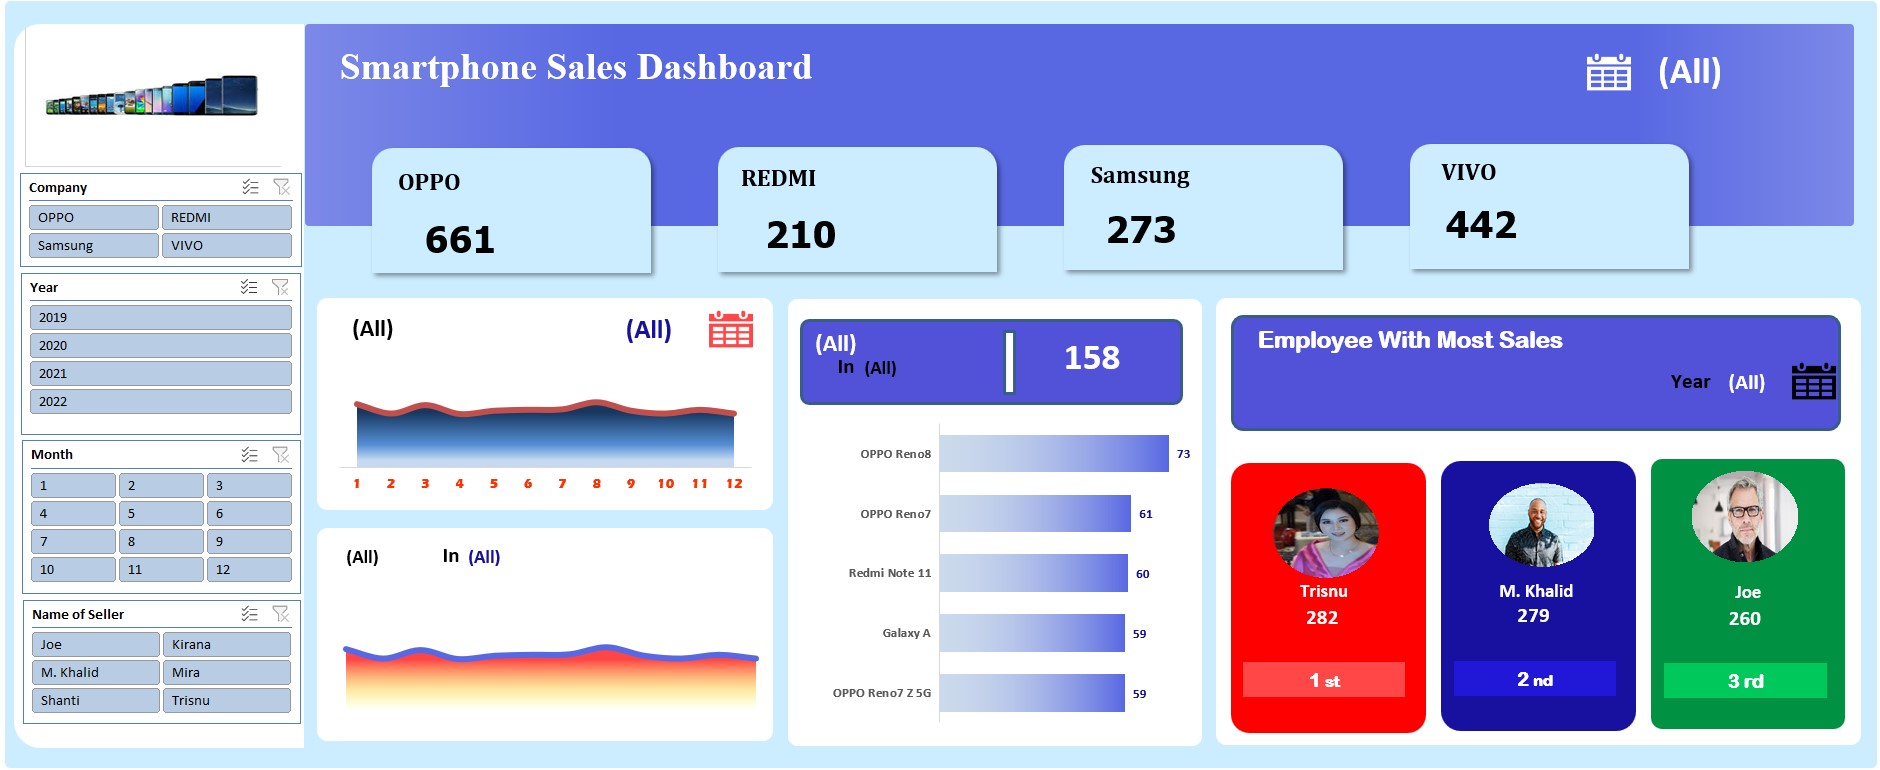 Smartphone Sales Dashboard
(All)
OPPO
661
REDMI
210
Samsung
273
VIVO
442
Company
OPPO REDMI
Samsung VIVO
Year
2019
2020
2021
2022
Month
1 2 3
4 5 6
7 8 9
10 11 12
Name of Seller
Joe Kirana
M. Khalid Mira
Shanti Trisnu
(All) (All)
1 2 3 4 5 6 7 8 9 10 11 12
(All) In (All)
(All)
In (All)
158
OPPO Reno8 73
OPPO Reno7 61
Redmi Note 11 60
Galaxy A 59
OPPO Reno7 Z 5G 59
Employee With Most Sales
Year (All)
Trisnu
282
1 st
M. Khalid
279
2 nd
Joe
260
3 rd